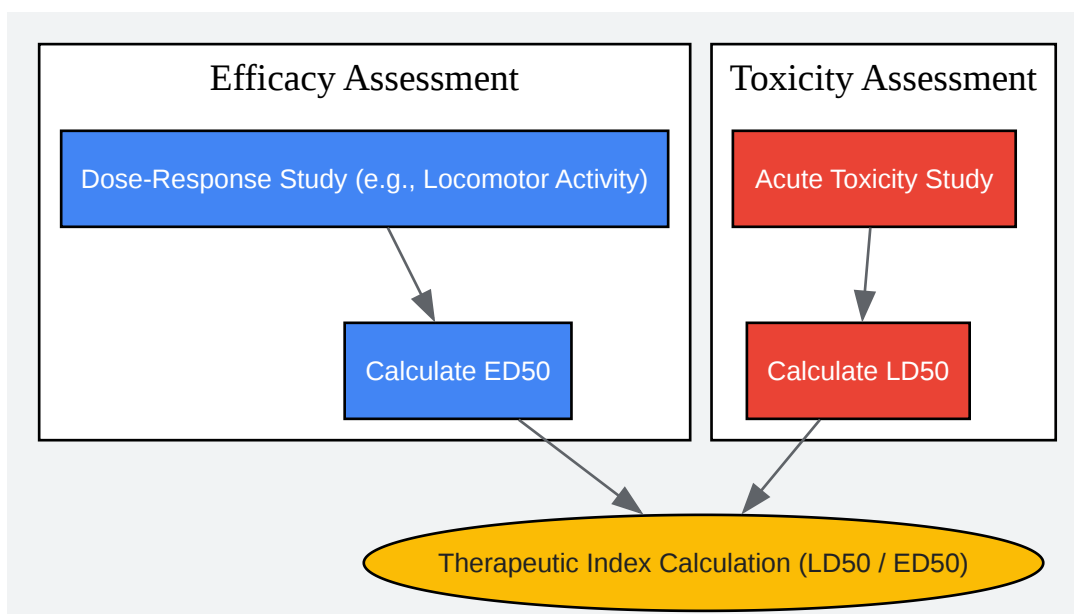 Efficacy Assessment
Toxicity Assessment
Dose-Response Study (e.g., Locomotor Activity)
Acute Toxicity Study
Calculate ED50
Calculate LD50
Therapeutic Index Calculation (LD50 / ED50)